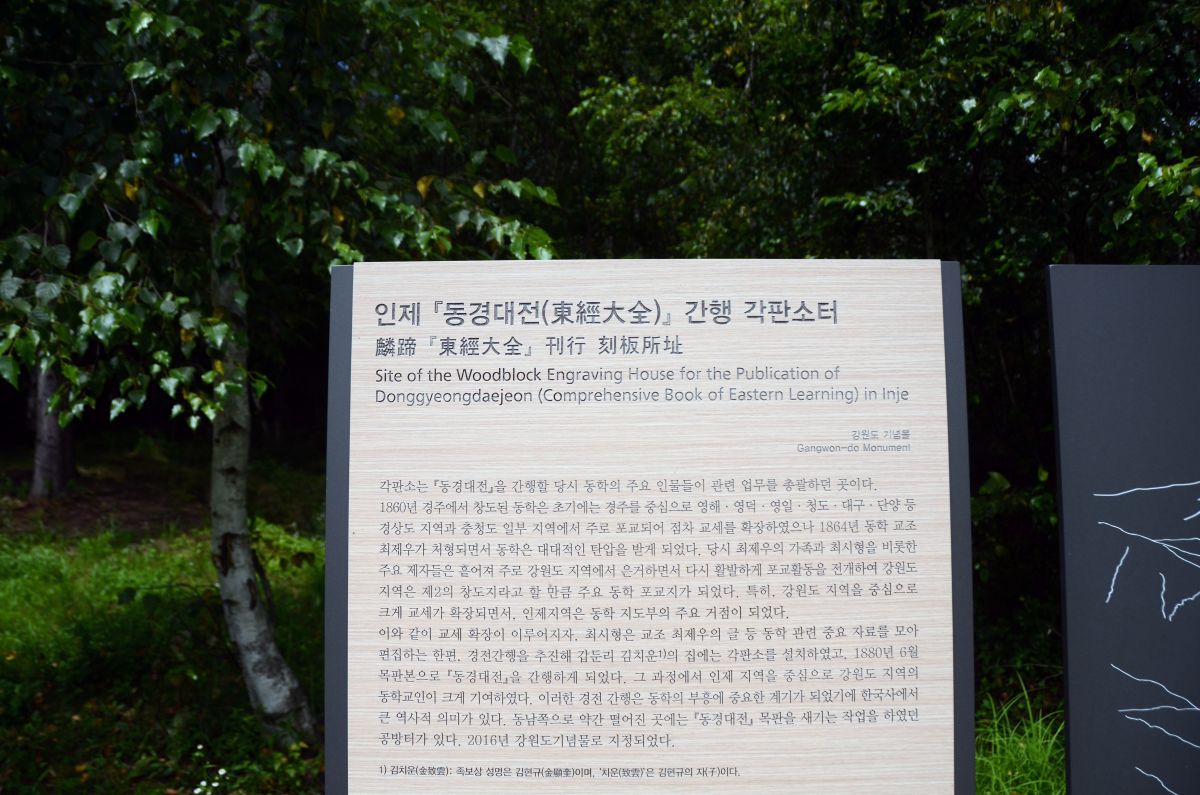 인제 『동경대전(東經大全)』 간행 각판소터
麟蹄 『東經大全』 刊行 刻板所址
Site of the Woodblock Engraving House for the Publication of
Donggyeongdaejeon (Comprehensive Book of Eastern Learning) in Inje
강원도 기념물
Gangwon-do Monument
각판소는 『동경대전』을 간행할 당시 동학의 주요 인물들이 관련 업무를 총괄하던 곳이다.
1860년 경주에서 창도된 동학은 초기에는 경주를 중심으로 영해 · 영덕 · 영일 · 청도 · 대구 · 단양 등
경상도 지역과 충청도 일부 지역에서 주로 포교되어 점차 교세를 확장하였으나 1864년 동학 교조
최제우가 처형되면서 동학은 대대적인 탄압을 받게 되었다. 당시 최제우의 가족과 최시형을 비롯한
주요 제자들은 흩어져 주로 강원도 지역에서 은거하면서 다시 활발하게 포교활동을 전개하여 강원도
지역은 제2의 창도지라고 할 만큼 주요 동학 포교지가 되었다. 특히, 강원도 지역을 중심으로
크게 교세가 확장되면서, 인제지역은 동학 지도부의 주요 거점이 되었다.
이와 같이 교세 확장이 이루어지자, 최시형은 교조 최제우의 글 등 동학 관련 중요 자료를 모아
편집하는 한편, 경전간행을 추진해 갑둔리 김치운1)의 집에는 각판소를 설치하였고, 1880년 6월
목판본으로 『동경대전』을 간행하게 되었다. 그 과정에서 인제 지역을 중심으로 강원도 지역의
동학교인이 크게 기여하였다. 이러한 경전 간행은 동학의 부흥에 중요한 계기가 되었기에 한국사에서
큰 역사적 의미가 있다. 동남쪽으로 약간 떨어진 곳에는 『동경대전』 목판을 새기는 작업을 하였던
공방터가 있다. 2016년 강원도기념물로 지정되었다.
1) 김치운(金致雲): 족보상 성명은 김현규(金顯奎)이며, '치운(致雲)'은 김현규의 자(子)이다.